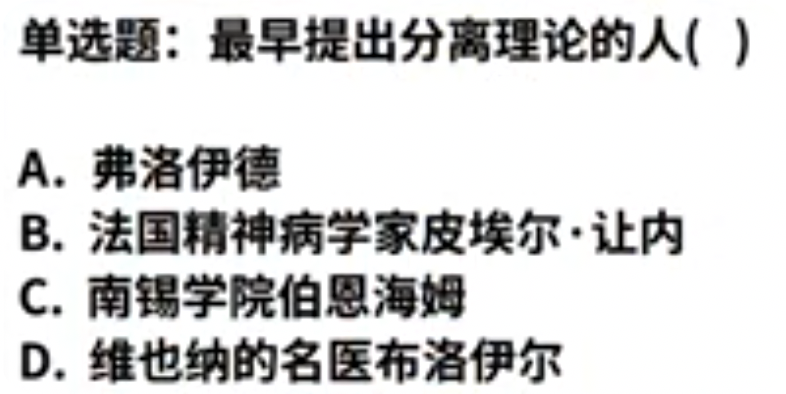 单选题：最早提出分离理论的人( )
A. 弗洛伊德
B. 法国精神病学家皮埃尔·让内
C. 南锡学院伯恩海姆
D. 维也纳的名医布洛伊尔